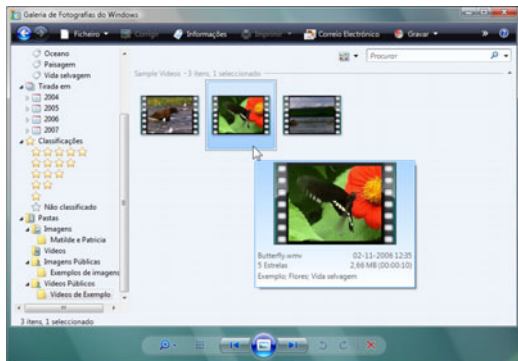 Galeria de Fotografias do Windows
Ficheiro Corrigir Informações Imprimir Correio Electrónico Gravar
Procurar
Oceano
Paisagem
Vida selvagem
Tirada em
2004
2005
2006
2007
Classificações
Não classificado
Pastas
Imagens
Matilde e Patricia
Vídeos
Imagens Públicas
Exemplos de imagens
Vídeos Públicos
Vídeos de Exemplo
Sample Videos - 3 itens, 1 seleccionado
Butterfly.wmv 02-11-2006 12:35
5 Estrelas 2,66 MB (00:00:10)
Exemplo; Flores; Vida selvagem
3 itens, 1 seleccionado